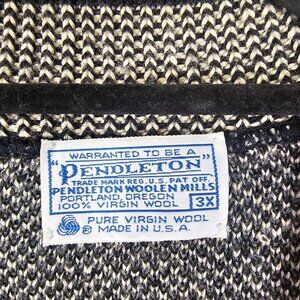 WARRANTED TO BE A
"PENDLETON"
TRADE MARK REG. U.S. PAT. OFF.
PENDLETON WOOLEN MILLS
PORTLAND, OREGON
100% VIRGIN WOOL 3X
PURE VIRGIN WOOL
MADE IN U.S.A.